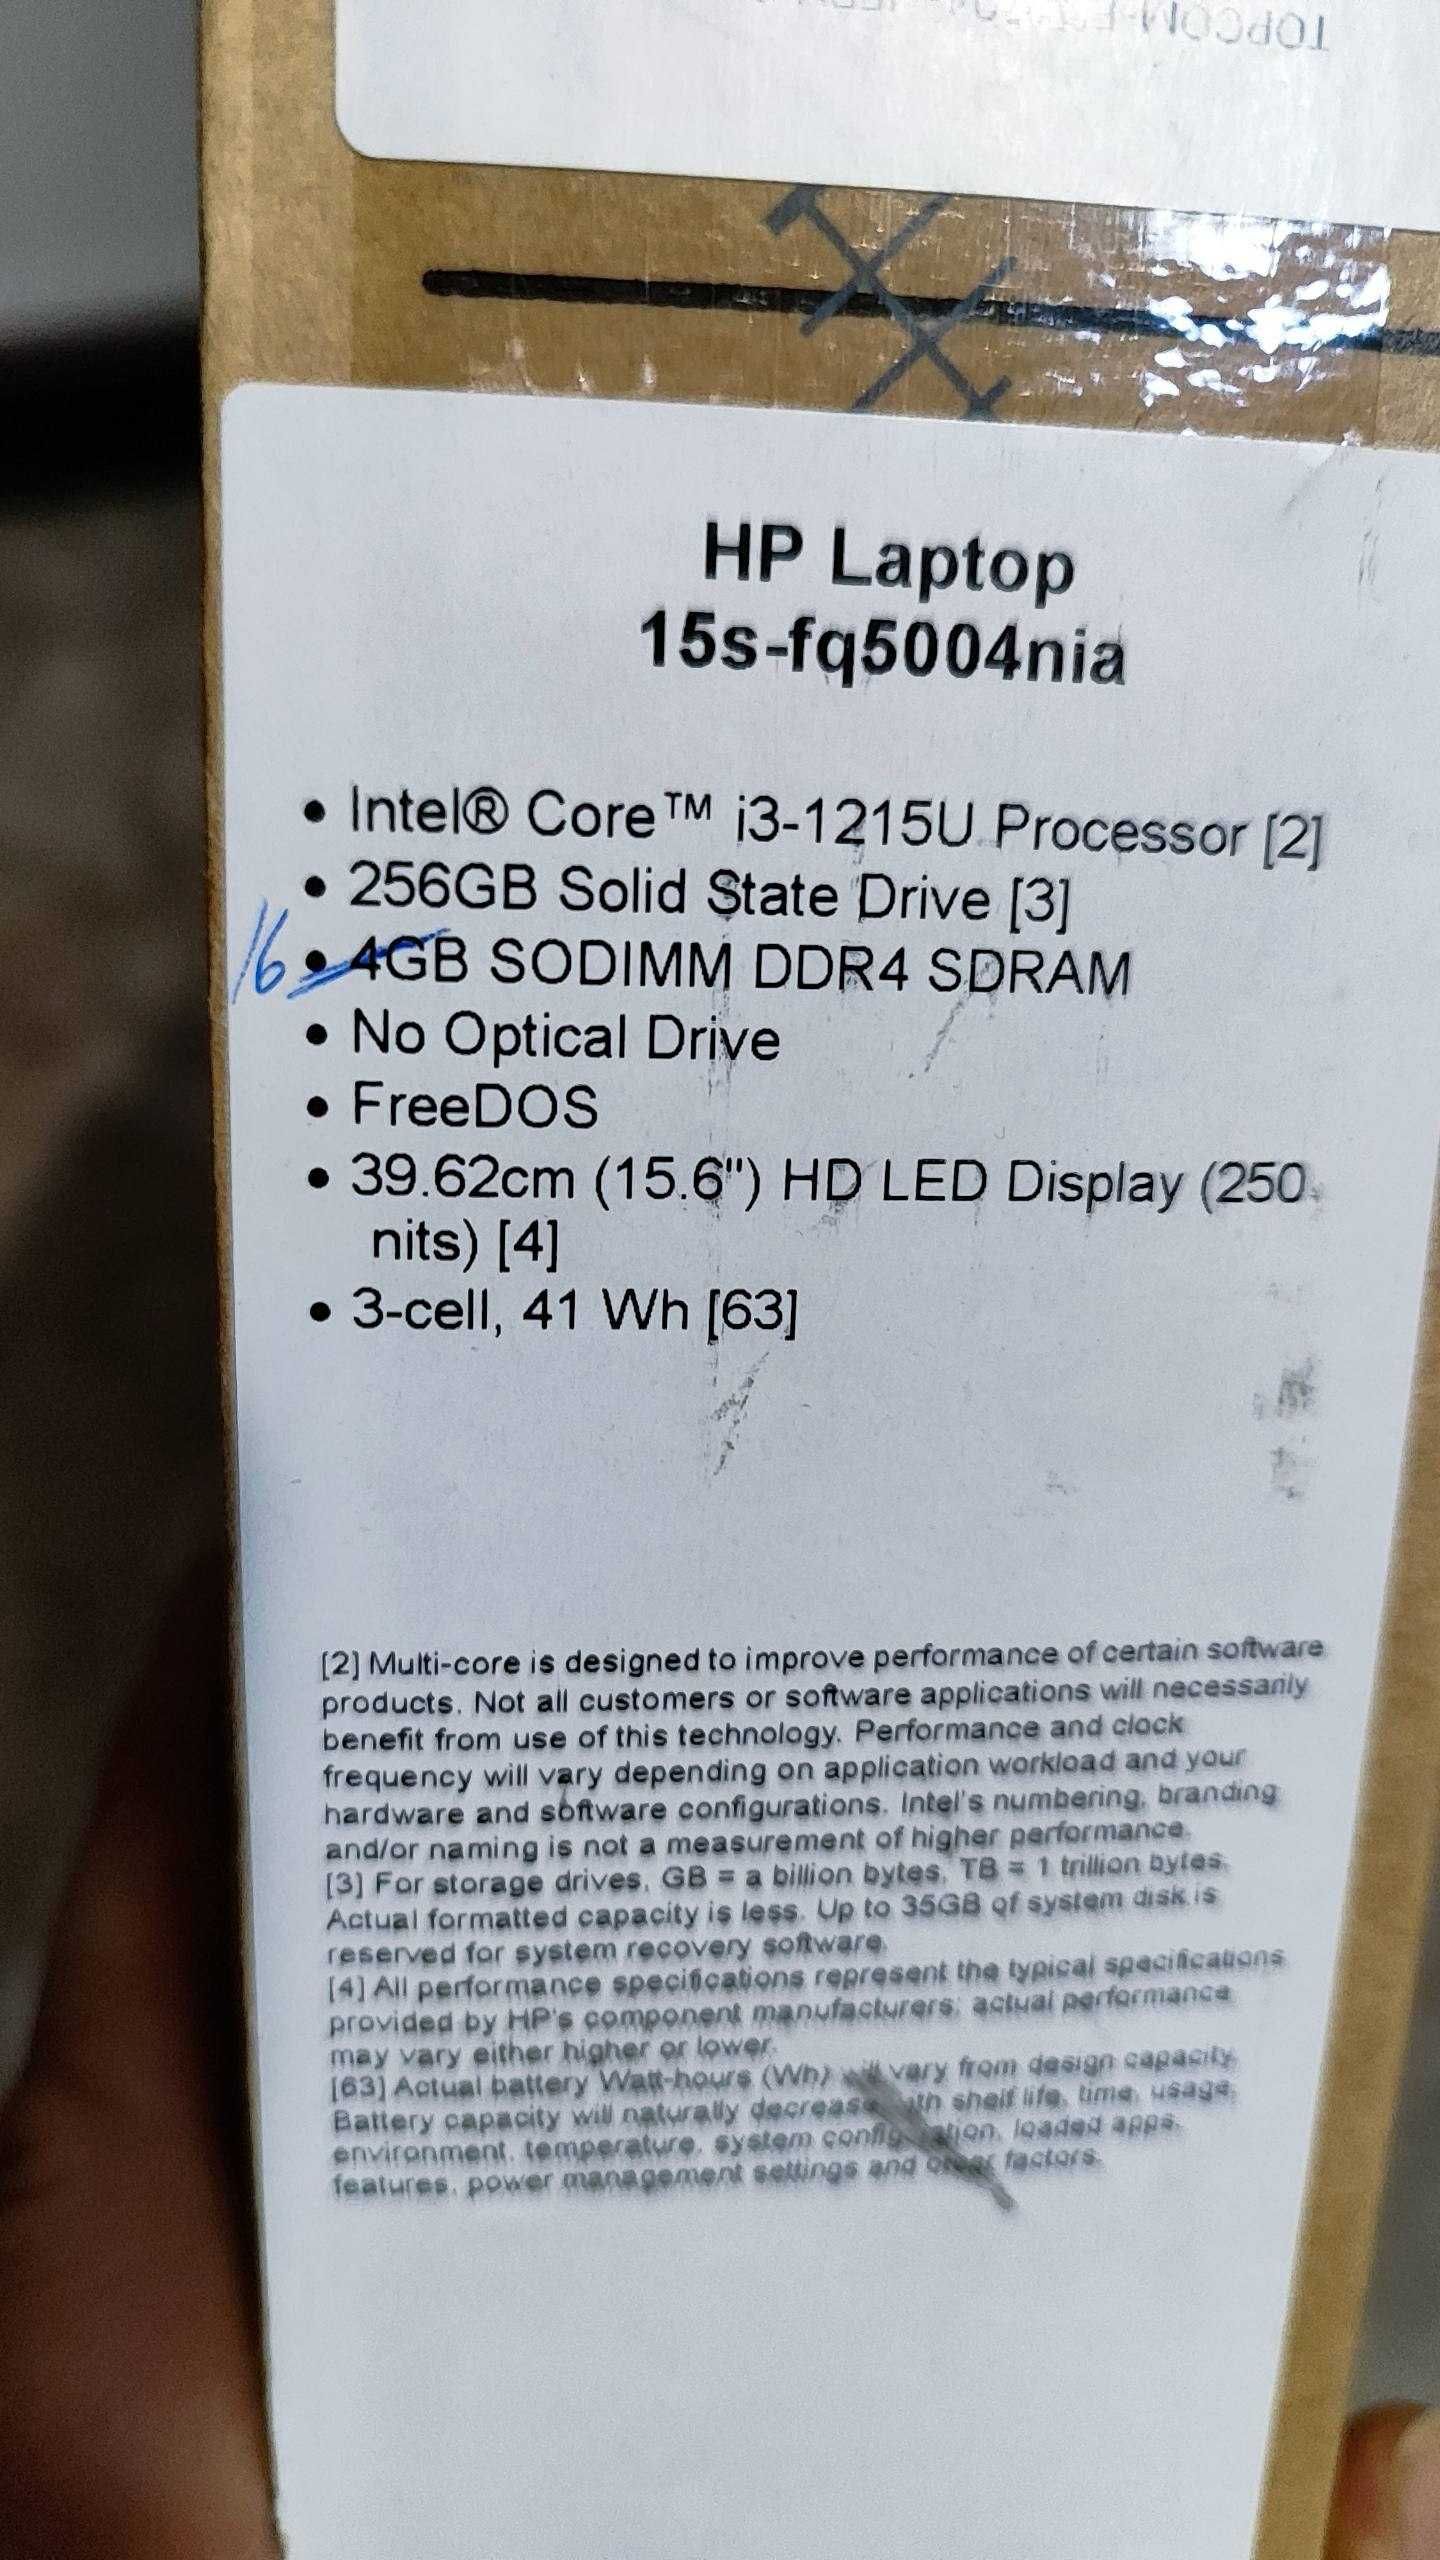 HP Laptop
15s-fq5004nia
• Intel® Core™ i3-1215U Processor [2]
• 256GB Solid State Drive [3]
16 • 4GB SODIMM DDR4 SDRAM
• No Optical Drive
• FreeDOS
• 39.62cm (15.6") HD LED Display (250
nits) [4]
• 3-cell, 41 Wh [63]
[2] Multi-core is designed to improve performance of certain software
products. Not all customers or software applications will necessarily
benefit from use of this technology. Performance and clock
frequency will vary depending on application workload and your
hardware and software configurations. Intel's numbering, branding
and/or naming is not a measurement of higher performance.
[3] For storage drives, GB = a billion bytes, TB = 1 trillion bytes.
Actual formatted capacity is less. Up to 35GB of system disk is
reserved for system recovery software.
[4] All performance specifications represent the typical specifications
provided by HP's component manufacturers; actual performance
may vary either higher or lower.
[63] Actual battery Watt-hours (Wh) will vary from design capacity.
Battery capacity will naturally decrease with shelf life, time, usage,
environment, temperature, system configuration, loaded apps,
features, power management settings and other factors.